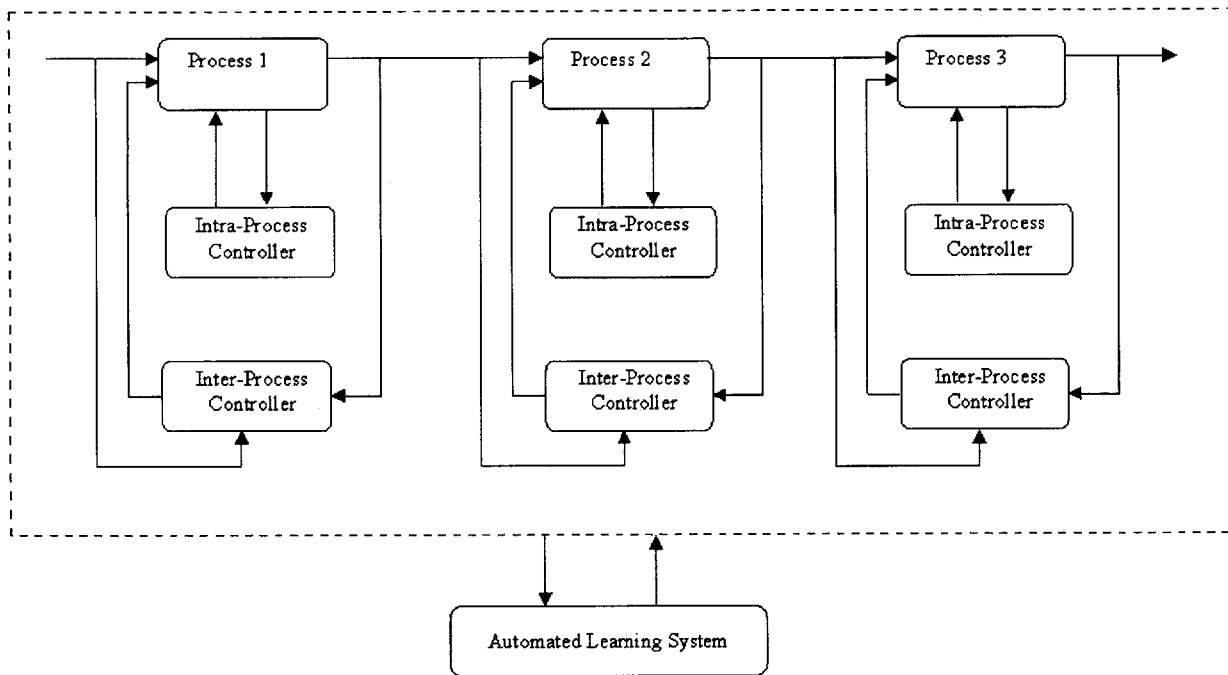 Process 1
Process 2
Process 3
Intra-Process
Controller
Intra-Process
Controller
Intra-Process
Controller
Inter-Process
Controller
Inter-Process
Controller
Inter-Process
Controller
Automated Learning System